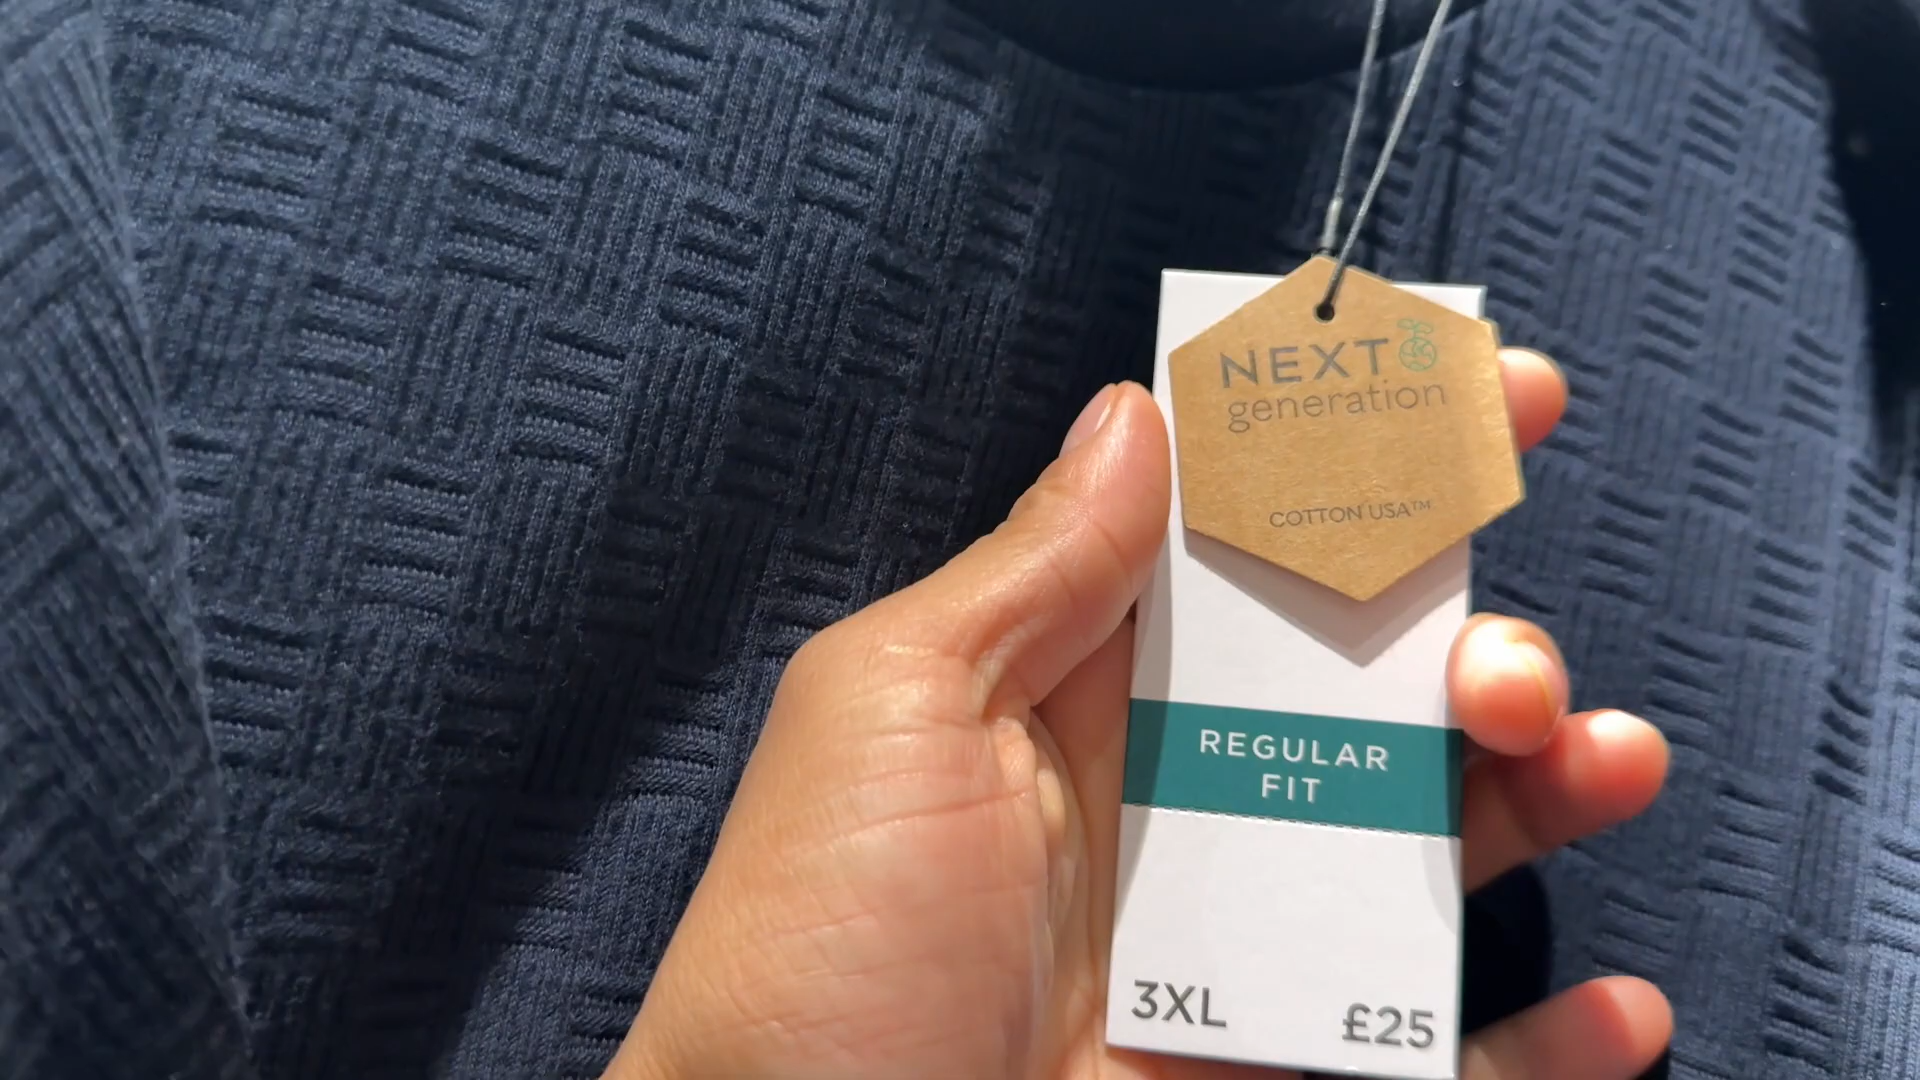 NEXT
generation
COTTON USA™
REGULAR
FIT
3XL £25